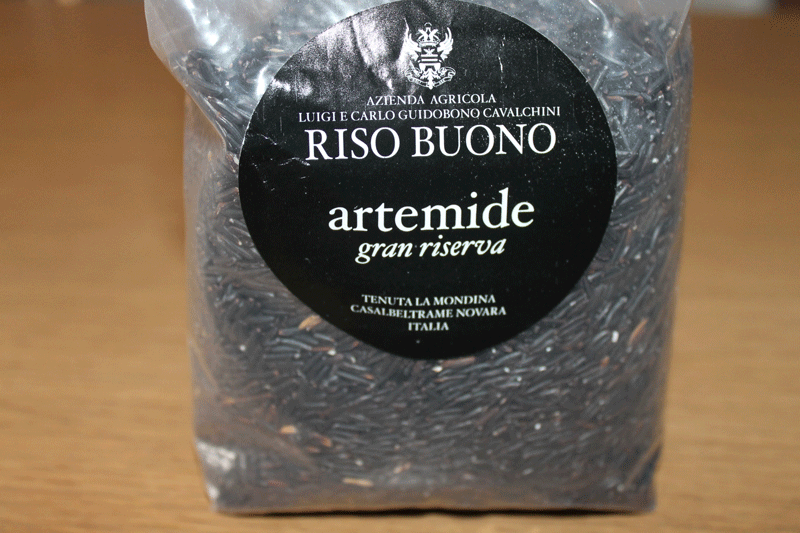 AZIENDA AGRICOLA
LUIGI E CARLO GUIDOBONO CAVALCHINI
RISO BUONO
artemide
gran riserva
TENUTA LA MONDINA
CASALBELTRAME NOVARA
ITALIA